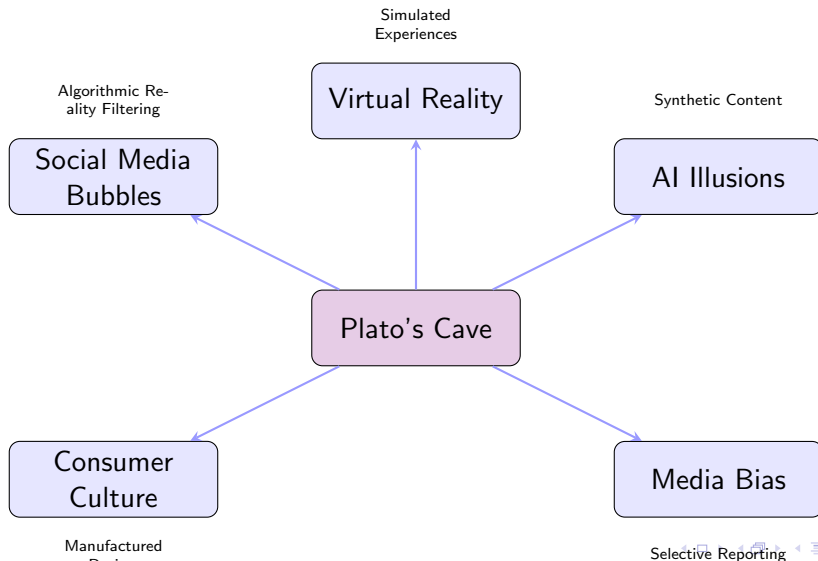 Simulated
Experiences
Virtual Reality
Algorithmic Re-
ality Filtering
Social Media
Bubbles
Synthetic Content
AI Illusions
Plato's Cave
Consumer
Culture
Manufactured
Media Bias
Selective Reporting